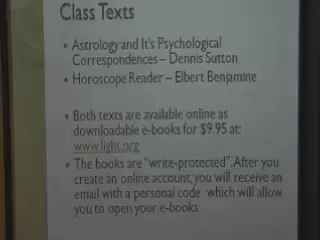 Class Texts
• Astrology and It's Psychological
Correspondences – Dennis Sutton
• Horoscope Reader – Elbert Benjamine
• Both texts are available online as
downloadable e-books for $9.95 at:
www.light.org
• The books are "write-protected". After you
create an online account, you will receive an
email with a personal code which will allow
you to open your e-books